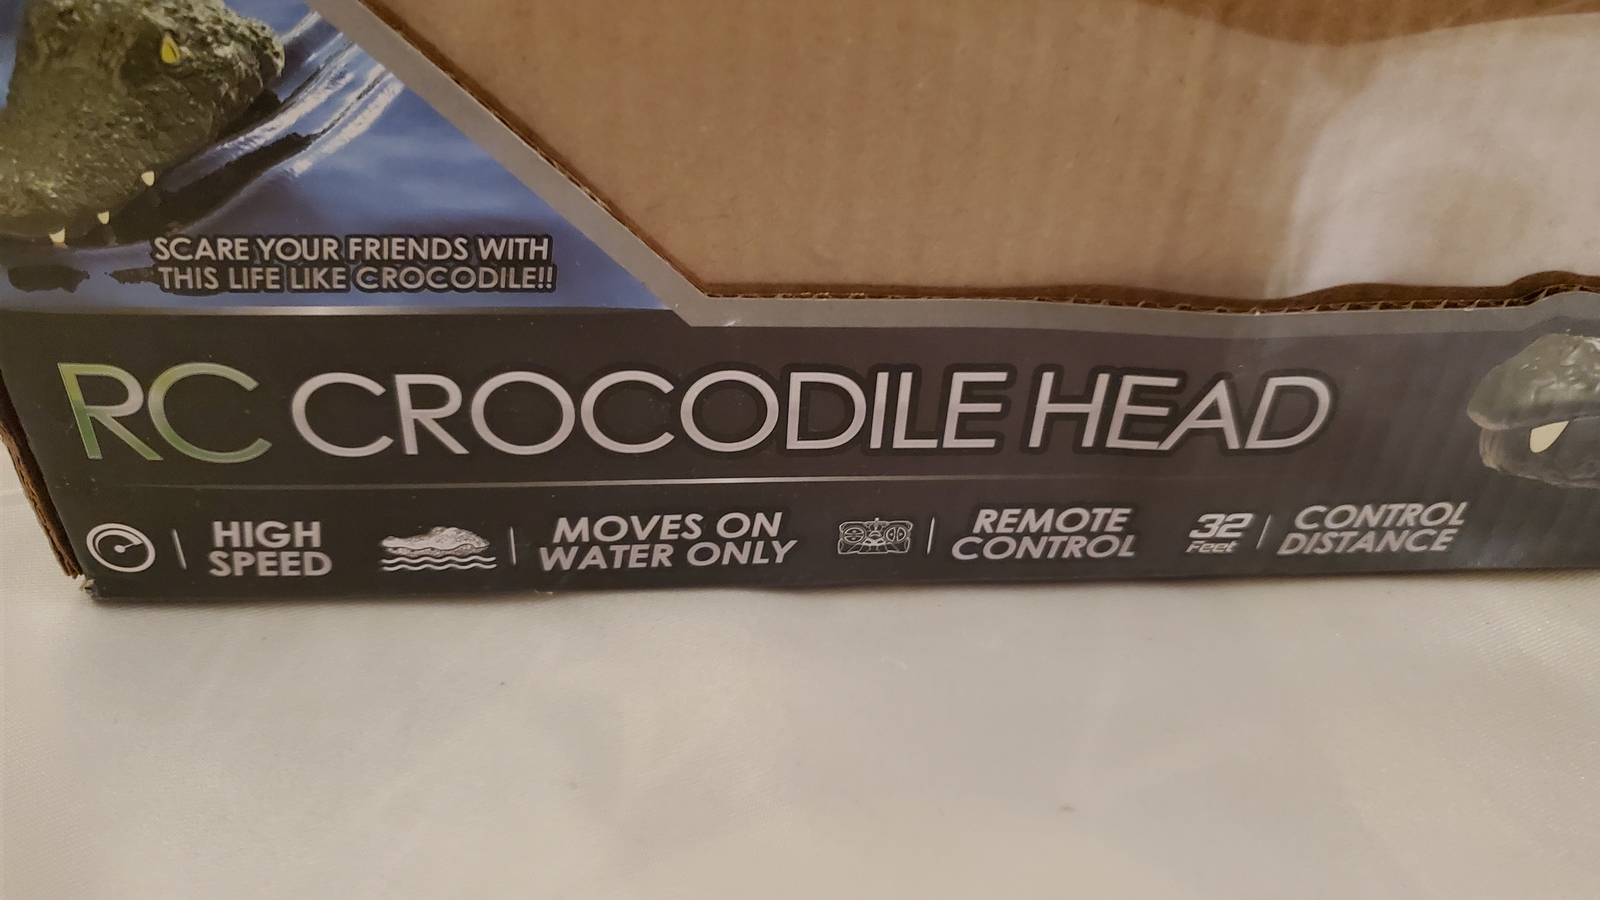 SCARE YOUR FRIENDS WITH
THIS LIFE LIKE CROCODILE!!
RC CROCODILE HEAD
HIGH
SPEED
MOVES ON
WATER ONLY
REMOTE
CONTROL
32
Feet
CONTROL
DISTANCE